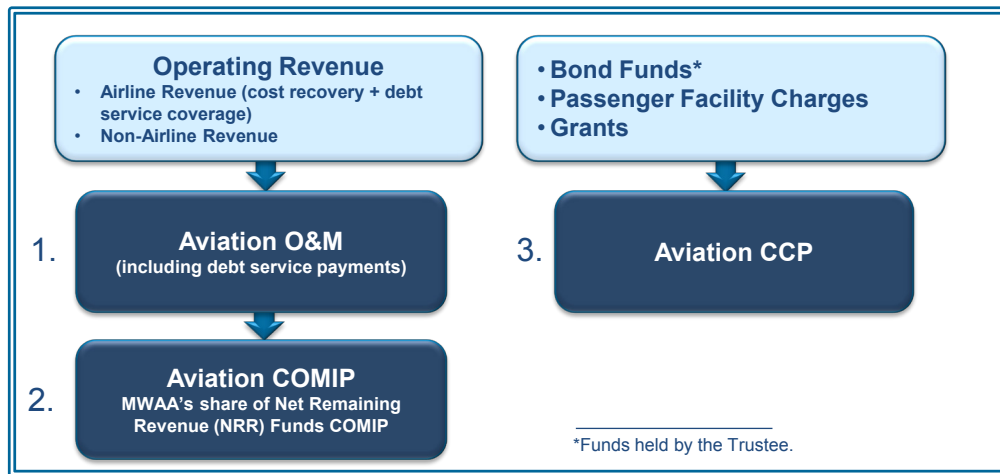 Operating Revenue
• Airline Revenue (cost recovery + debt
service coverage)
• Non-Airline Revenue
1.
Aviation O&M
(including debt service payments)
2.
Aviation COMIP
MWAA's share of Net Remaining
Revenue (NRR) Funds COMIP
• Bond Funds*
• Passenger Facility Charges
• Grants
3.
Aviation CCP
*Funds held by the Trustee.